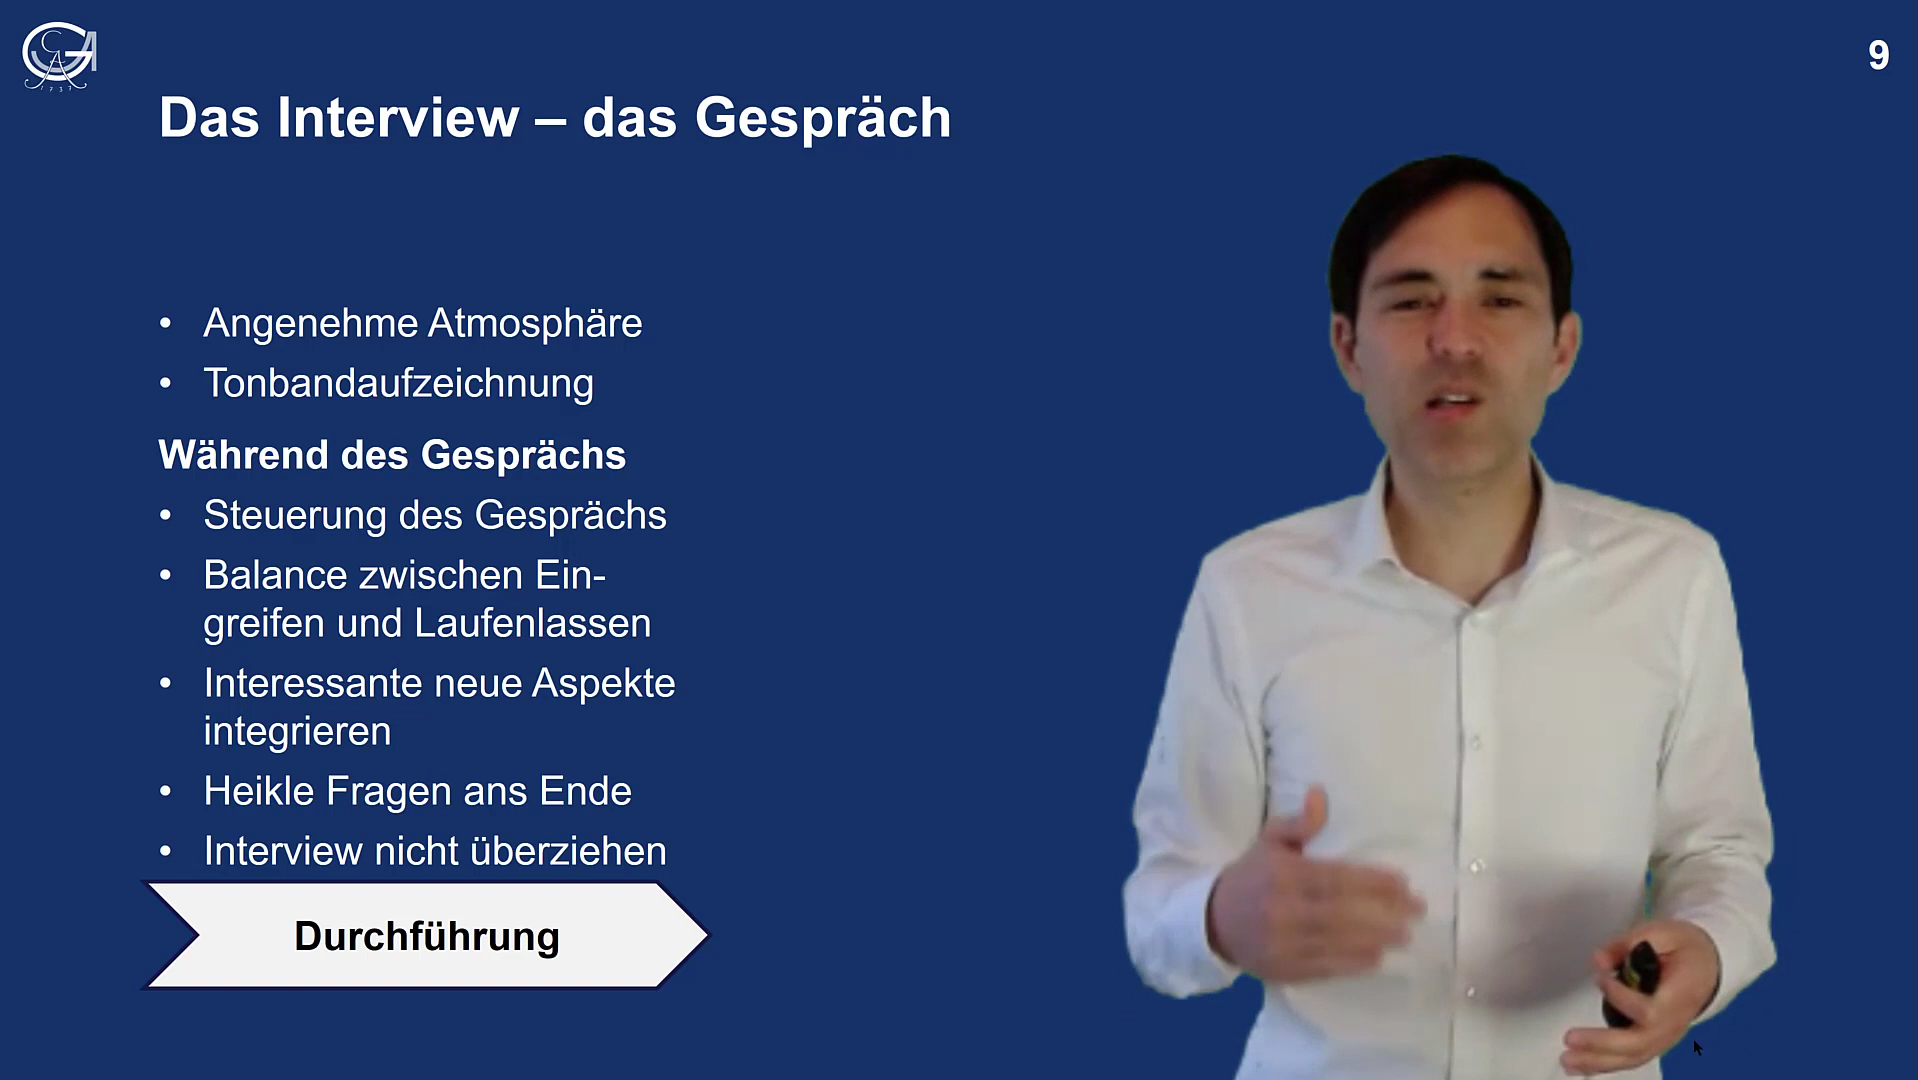 9
Das Interview – das Gespräch
• Angenehme Atmosphäre
• Tonbandaufzeichnung
Während des Gesprächs
• Steuerung des Gesprächs
• Balance zwischen Ein-
greifen und Laufenlassen
• Interessante neue Aspekte
integrieren
• Heikle Fragen ans Ende
• Interview nicht überziehen
Durchführung